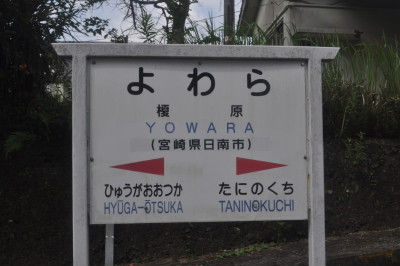 よわら
榎原
YOWARA
(宮崎県日南市)
ひゅうがおおつか たにのくち
HYŪGA-ŌTSUKA TANINOKUCHI